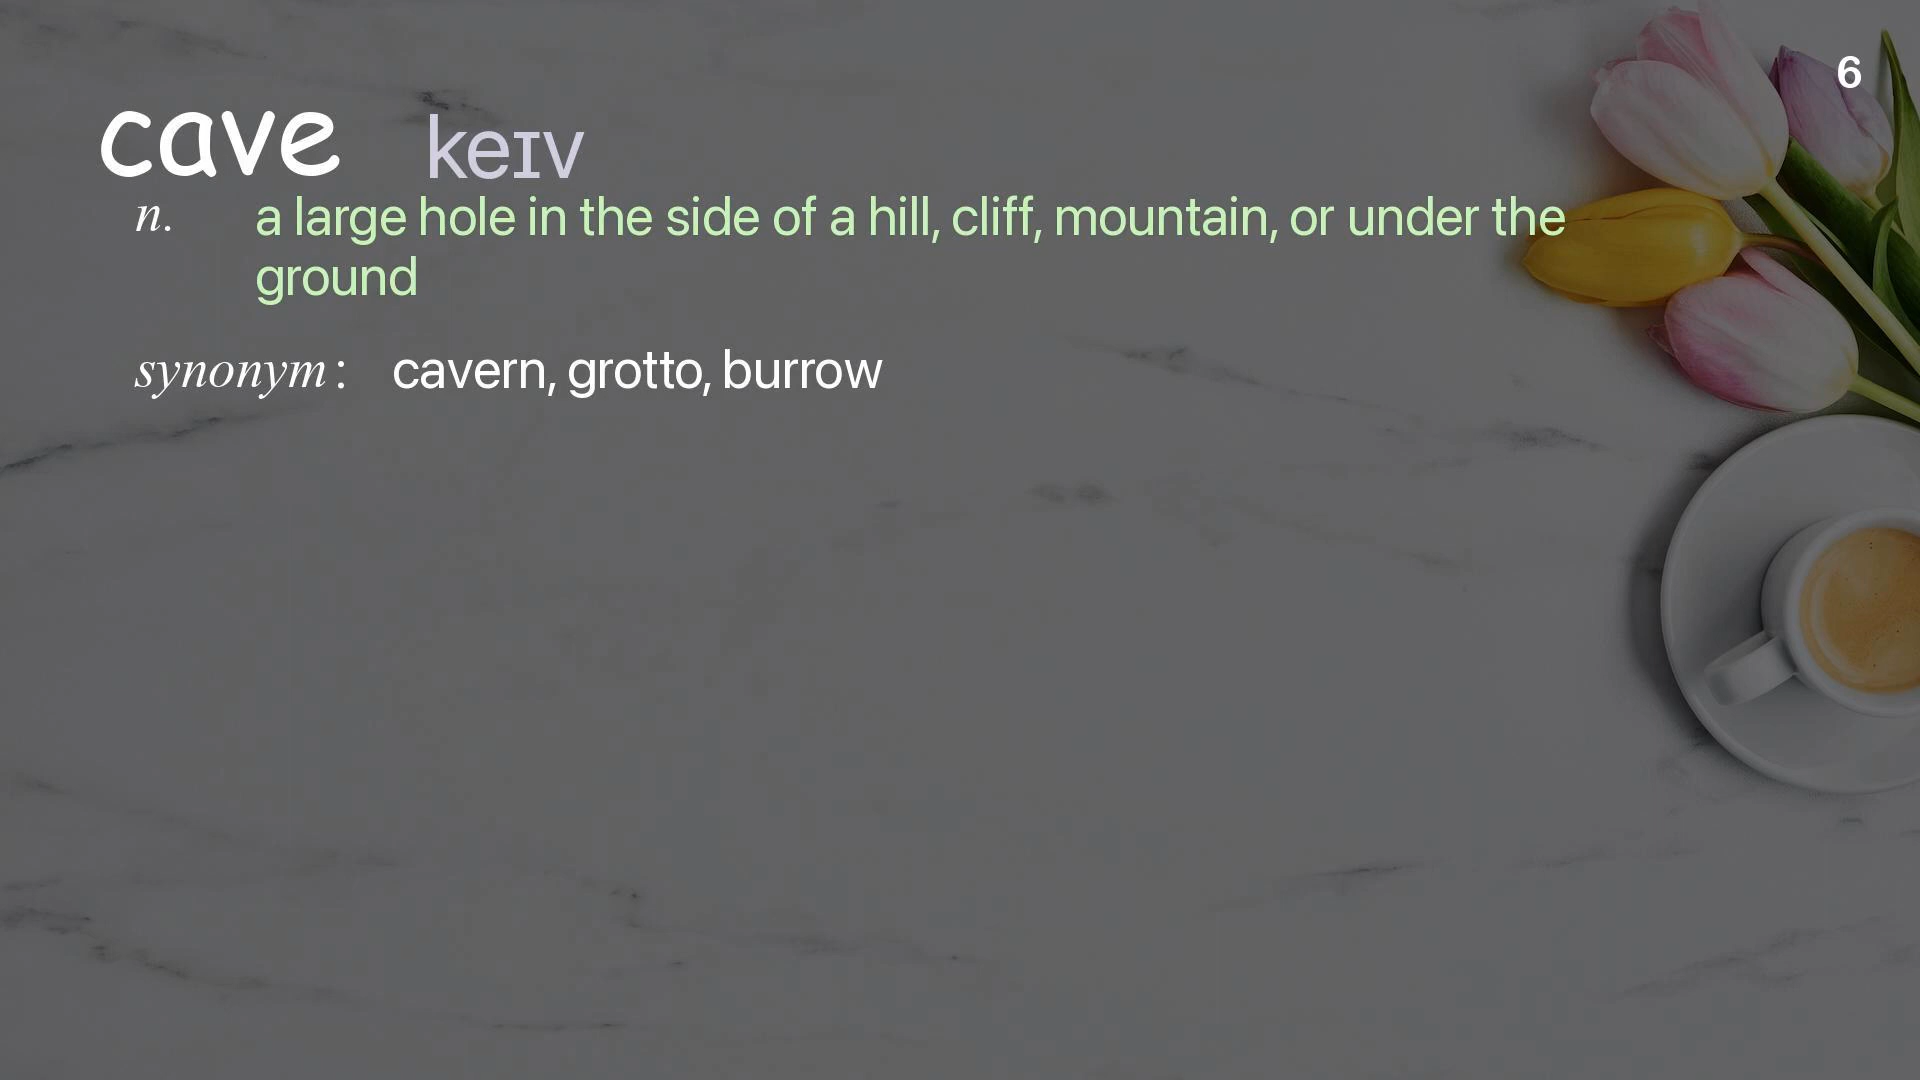 6
cave keɪv
n. a large hole in the side of a hill, cliff, mountain, or under the
ground
synonym: cavern, grotto, burrow